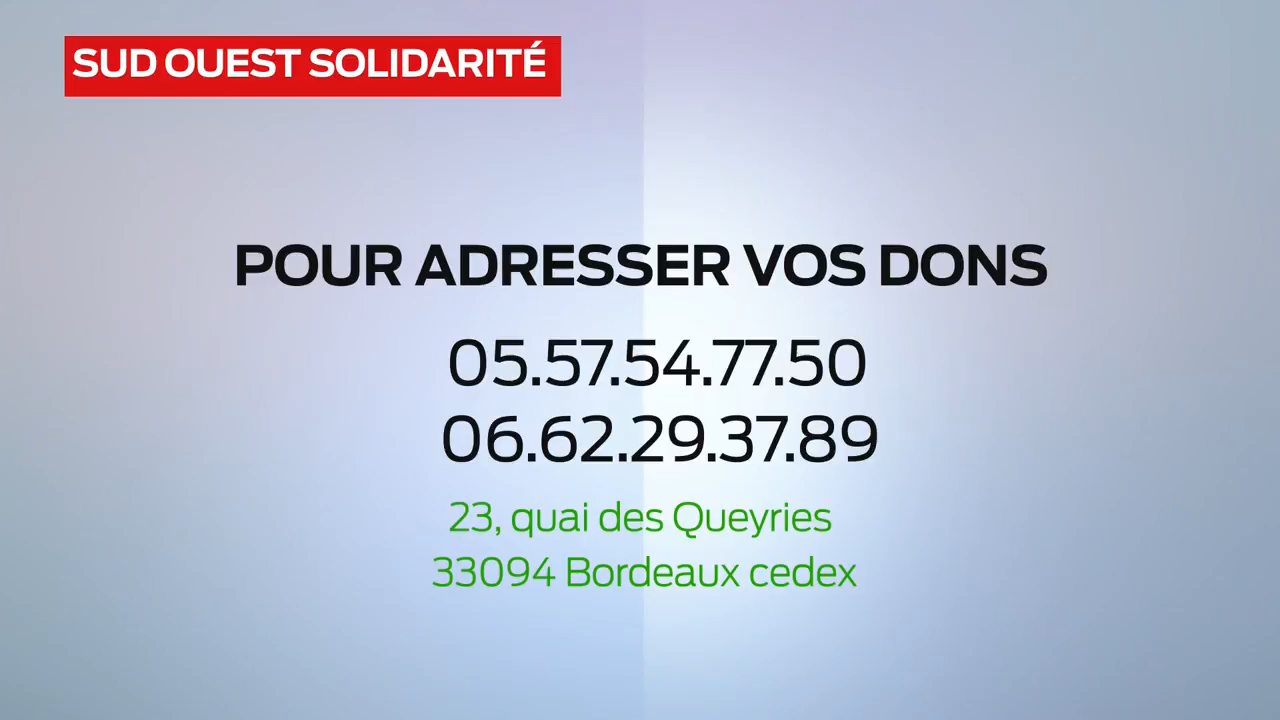 SUD OUEST SOLIDARITÉ
POUR ADRESSER VOS DONS
05.57.54.77.50
06.62.29.37.89
23, quai des Queyries
33094 Bordeaux cedex